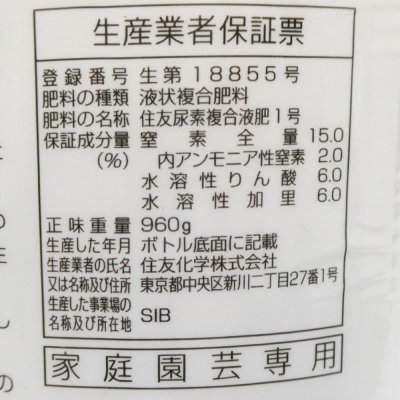 生産業者保証票
登録番号 生第18855号
肥料の種類 液状複合肥料
肥料の名称 住友尿素複合液肥1号
保証成分量 窒素全量 15.0
(%) 内アンモニア性窒素 2.0
水溶性りん酸 6.0
水溶性加里 6.0
正味重量 960g
生産した年月 ボトル底面に記載
生産業者の氏名 住友化学株式会社
又は名称及び住所 東京都中央区新川二丁目27番1号
生産した事業場の
名称及び所在地 SIB
家庭園芸専用
の
し
の